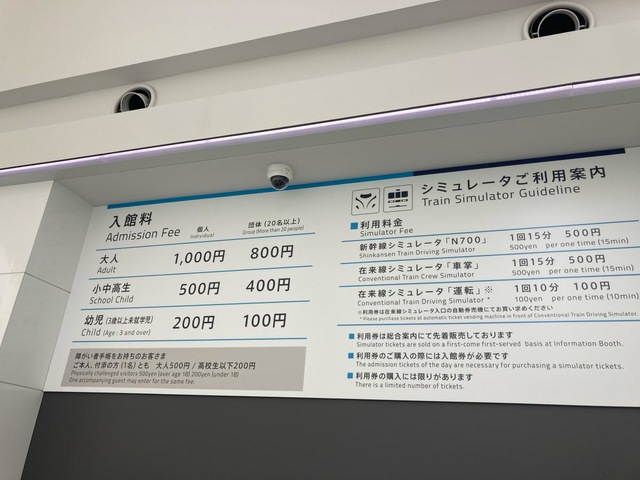 入館料
Admission Fee
個人
Individual
団体 (20名以上)
Group (More than 20 people)
大人
Adult
1,000円
800円
小中高生
School Child
500円
400円
幼児 (3歳以上未就学児)
Child (Age : 3 and over)
200円
100円
障がい者手帳をお持ちのお客さま
ご本人、付添の方 (1名) とも 大人500円 / 高校生以下200円
Physically challenged visitors 500yen (over age 18) 200yen (under 18)
One accompanying guest may enter for the same fee.
シミュレータご利用案内
Train Simulator Guideline
■利用料金
Simulator Fee
新幹線シミュレータ「N700」
Shinkansen Train Driving Simulator
1回15分 500円
500yen per one time (15min)
在来線シミュレータ「車掌」
Conventional Train Crew Simulator
1回15分 500円
500yen per one time (15min)
在来線シミュレータ「運転」※
Conventional Train Driving Simulator *
1回10分 100円
100yen per one time (10min)
※利用券は在来線シミュレータ入口の自動券売機にてお買い求めください
* Please purchase tickets at automatic ticket vending machine in front of Conventional Train Driving Simulator.
■利用券は総合案内にて先着販売しております
Simulator tickets are sold on a first-come first-served basis at Information Booth.
■利用券のご購入の際には入館券が必要です
The admission tickets of the day are necessary for purchasing a simulator tickets.
■利用券の購入には限りがあります
There is a limited number of tickets.